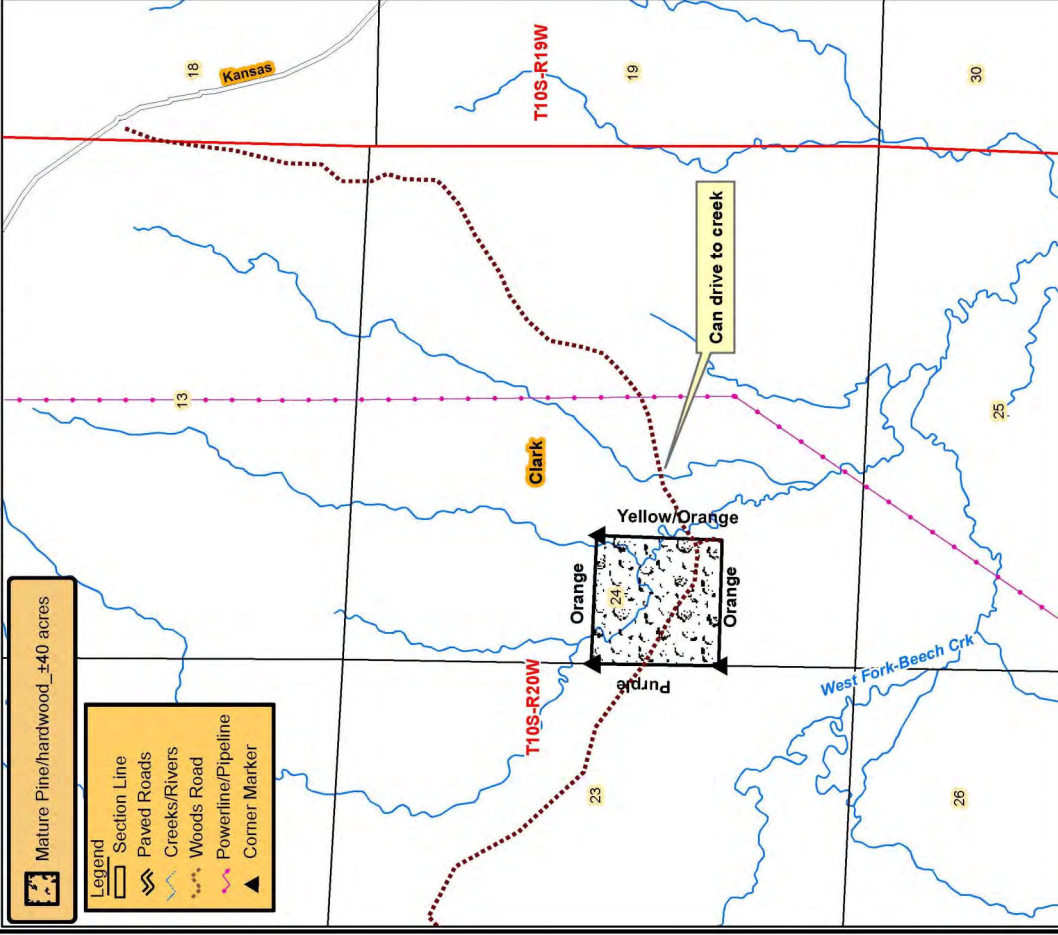 Mature Pine/hardwood_±40 acres
Legend
Section Line
Paved Roads
Creeks/Rivers
Woods Road
Powerline/Pipeline
Corner Marker
18
Kansas
T10S-R19W
19
30
13
Can drive to creek
Clark
25
Yellow/Orange
Orange
24
Orange
Purple
T10S-R20W
West Fork-Beech Crk
23
26